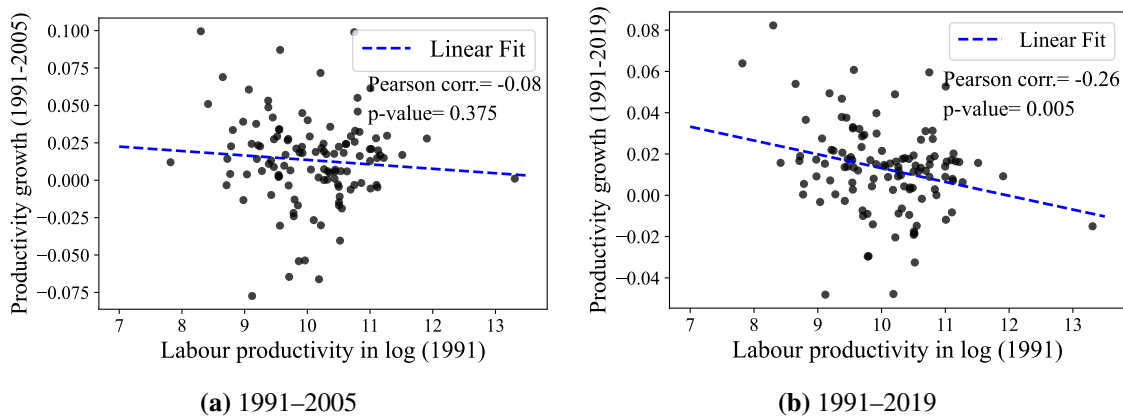 Productivity growth (1991-2005)
0.100
0.075
0.050
0.025
0.000
−0.025
−0.050
−0.075
Linear Fit
Pearson corr.= -0.08
p-value= 0.375
7 8 9 10 11 12 13
Labour productivity in log (1991)
(a) 1991–2005
Productivity growth (1991-2019)
0.08
0.06
0.04
0.02
0.00
−0.02
−0.04
Linear Fit
Pearson corr.= -0.26
p-value= 0.005
7 8 9 10 11 12 13
Labour productivity in log (1991)
(b) 1991–2019